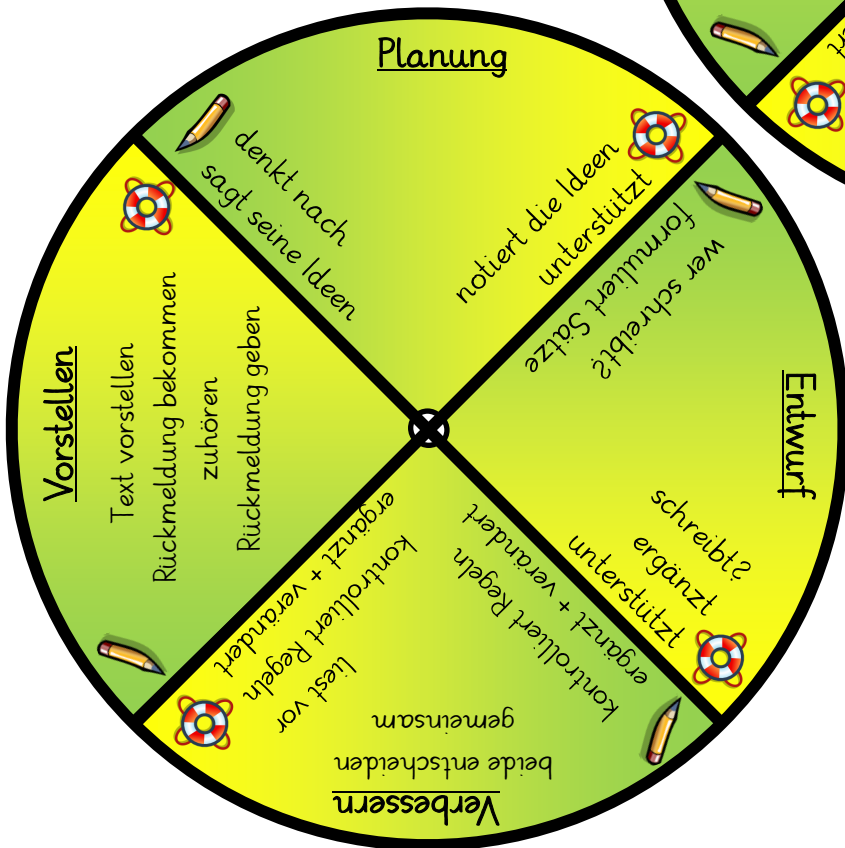 Planung
denkt nach
sagt seine Ideen
notiert die Ideen
unterstützt
Entwurf
wer schreibt?
formuliert Sätze
schreibt?
ergänzt
unterstützt
Verbessern
beide entscheiden
gemeinsam
kontrolliert Regeln
ergänzt + verändert
liest vor
kontrolliert Regeln
ergänzt + verändert
Vorstellen
Text vorstellen
Rückmeldung bekommen
zuhören
Rückmeldung geben